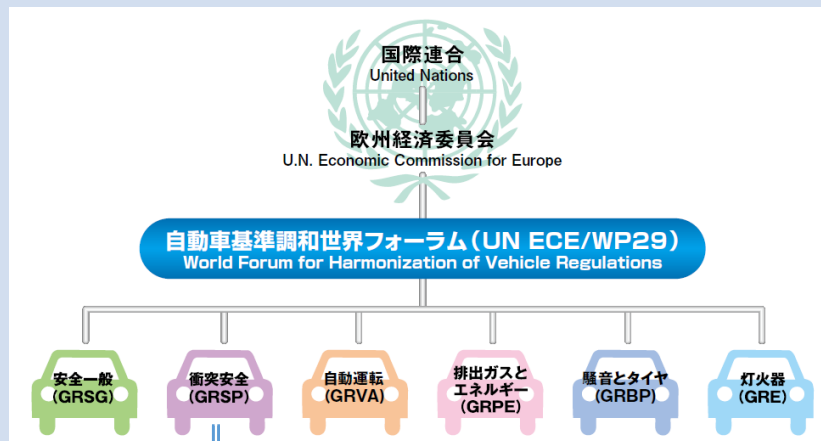 国際連合
United Nations
欧州経済委員会
U.N. Economic Commission for Europe
自動車基準調和世界フォーラム（UN ECE/WP29）
World Forum for Harmonization of Vehicle Regulations
安全一般
(GRSG)
衝突安全
(GRSP)
自動運転
(GRVA)
排出ガスと
エネルギー
(GRPE)
騒音とタイヤ
(GRBP)
灯火器
(GRE)